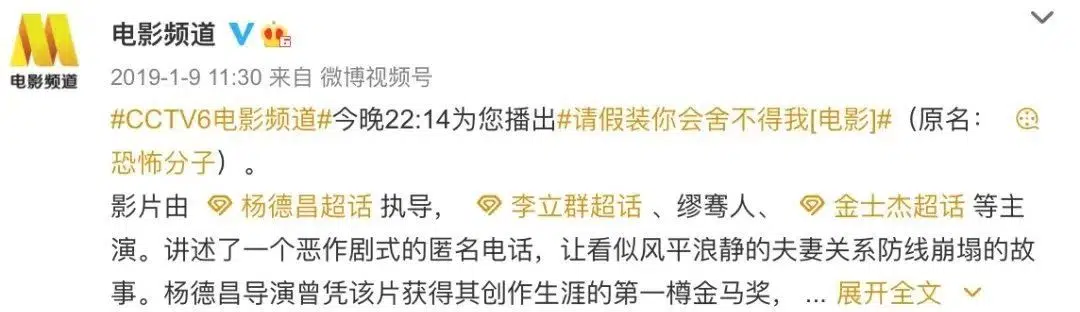 电影频道
电影频道
2019-1-9 11:30 来自 微博视频号
#CCTV6电影频道#今晚22:14为您播出#请假装你会舍不得我[电影]#（原名：
恐怖分子）。
影片由 杨德昌超话 执导， 李立群超话 、缪骞人、 金士杰超话 等主
演。讲述了一个恶作剧式的匿名电话，让看似风平浪静的夫妻关系防线崩塌的故
事。杨德昌导演曾凭该片获得其创作生涯的第一樽金马奖， ... 展开全文